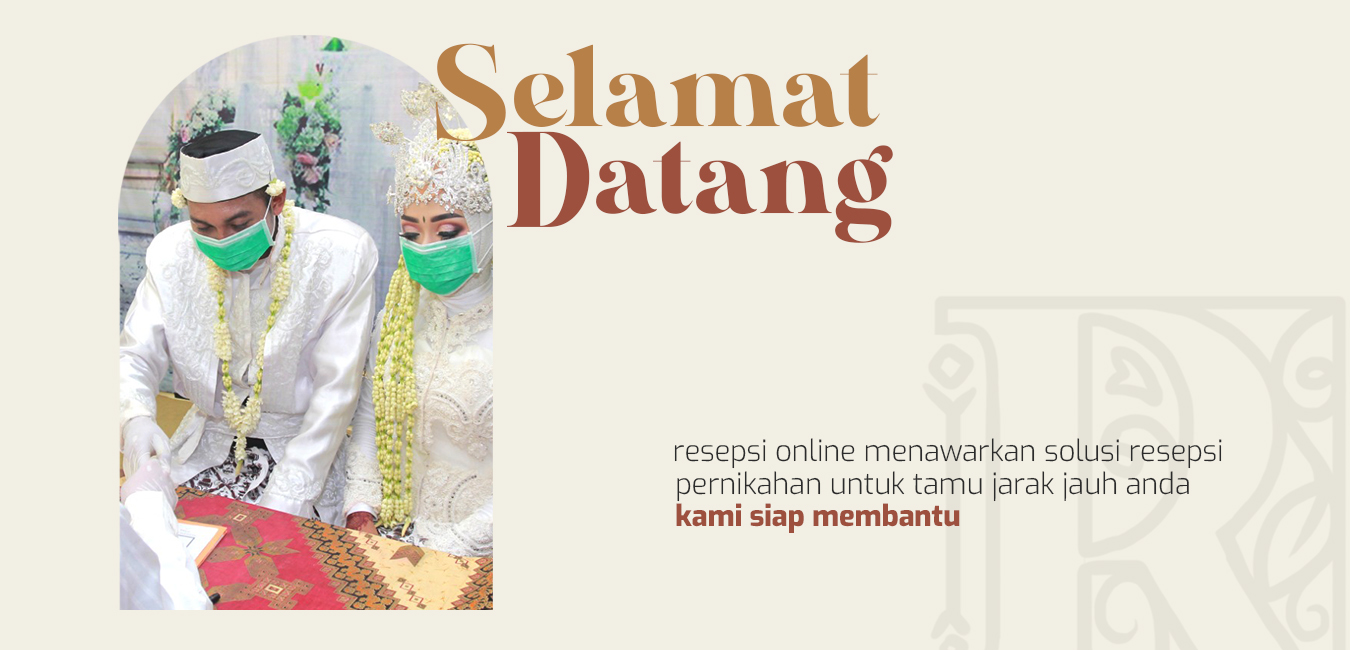 Selamat
Datang
resepsi online menawarkan solusi resepsi
pernikahan untuk tamu jarak jauh anda
kami siap membantu